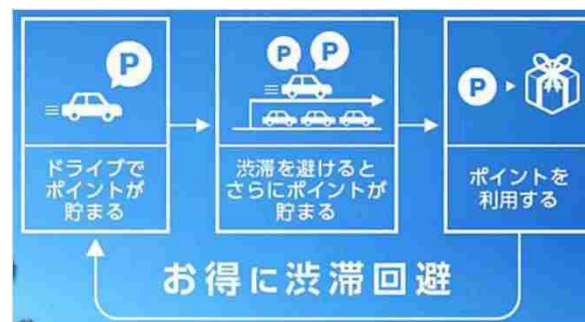 P
ドライブで
ポイントが
貯まる
P P
渋滞を避けると
さらにポイントが
貯まる
P
ポイントを
利用する
お得に渋滞回避